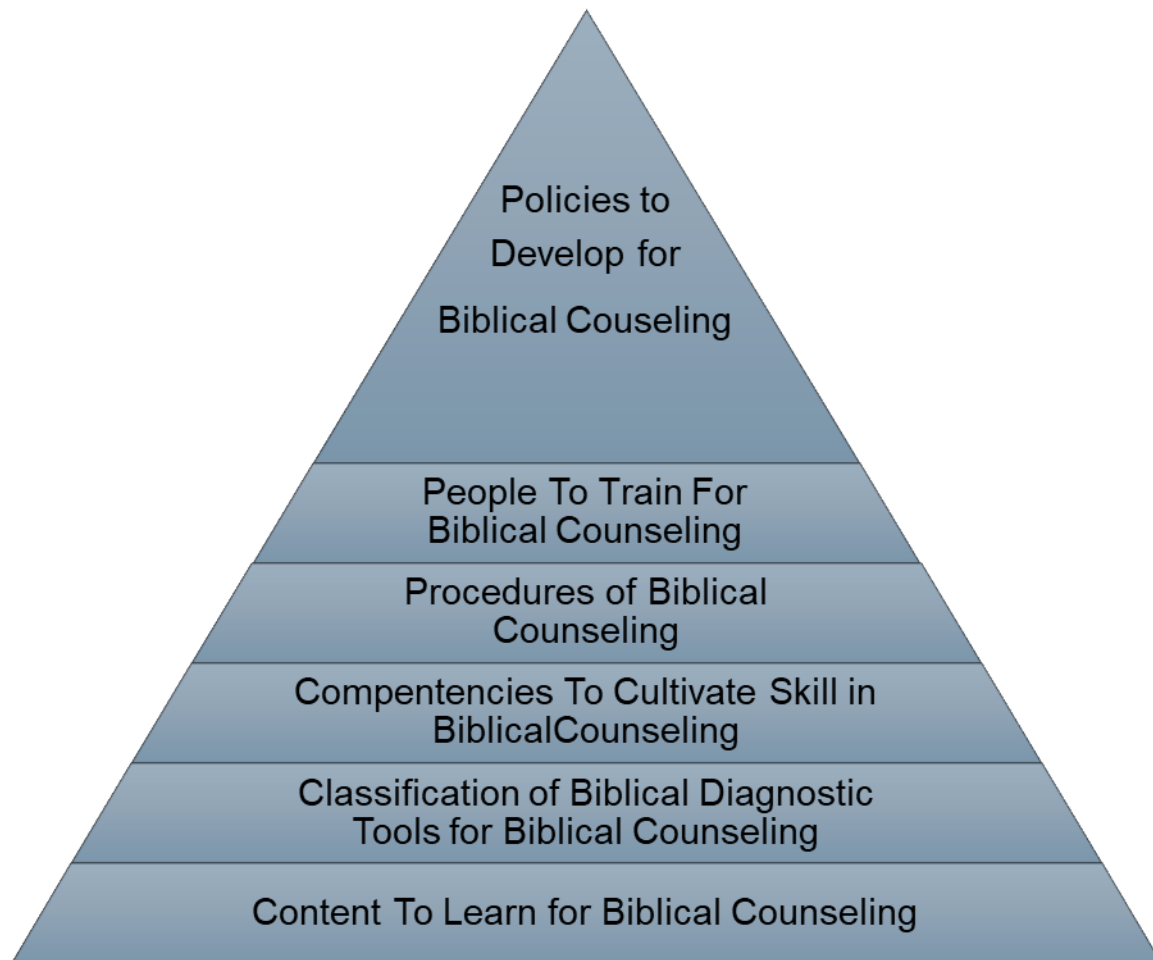 Policies to
Develop for
Biblical Couseling
People To Train For
Biblical Counseling
Procedures of Biblical
Counseling
Compentencies To Cultivate Skill in
BiblicalCounseling
Classification of Biblical Diagnostic
Tools for Biblical Counseling
Content To Learn for Biblical Counseling